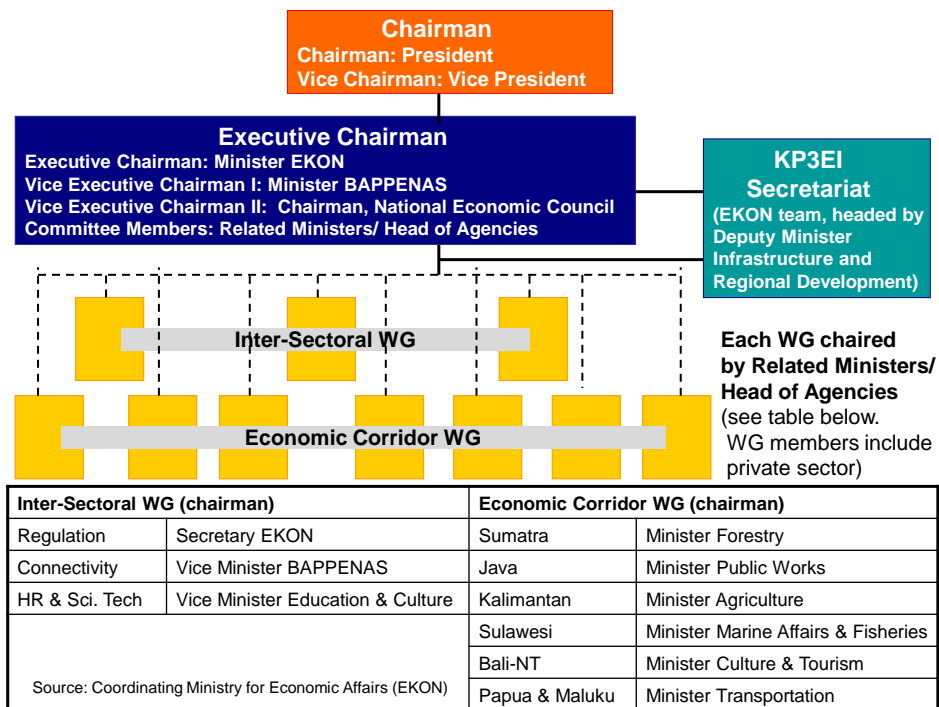 Chairman
Chairman: President
Vice Chairman: Vice President
Executive Chairman
Executive Chairman: Minister EKON
Vice Executive Chairman I: Minister BAPPENAS
Vice Executive Chairman II:  Chairman, National Economic Council
Committee Members: Related Ministers/ Head of Agencies
KP3EI
Secretariat
(EKON team, headed by
Deputy Minister
Infrastructure and
Regional Development)
Inter-Sectoral WG
Economic Corridor WG
Each WG chaired
by Related Ministers/
Head of Agencies
(see table below.
WG members include
private sector)
Inter-Sectoral WG (chairman) Economic Corridor WG (chairman)
Regulation Secretary EKON Sumatra Minister Forestry
Connectivity Vice Minister BAPPENAS Java Minister Public Works
HR & Sci. Tech Vice Minister Education & Culture Kalimantan Minister Agriculture
Sulawesi Minister Marine Affairs & Fisheries
Bali-NT Minister Culture & Tourism
Source: Coordinating Ministry for Economic Affairs (EKON) Papua & Maluku Minister Transportation